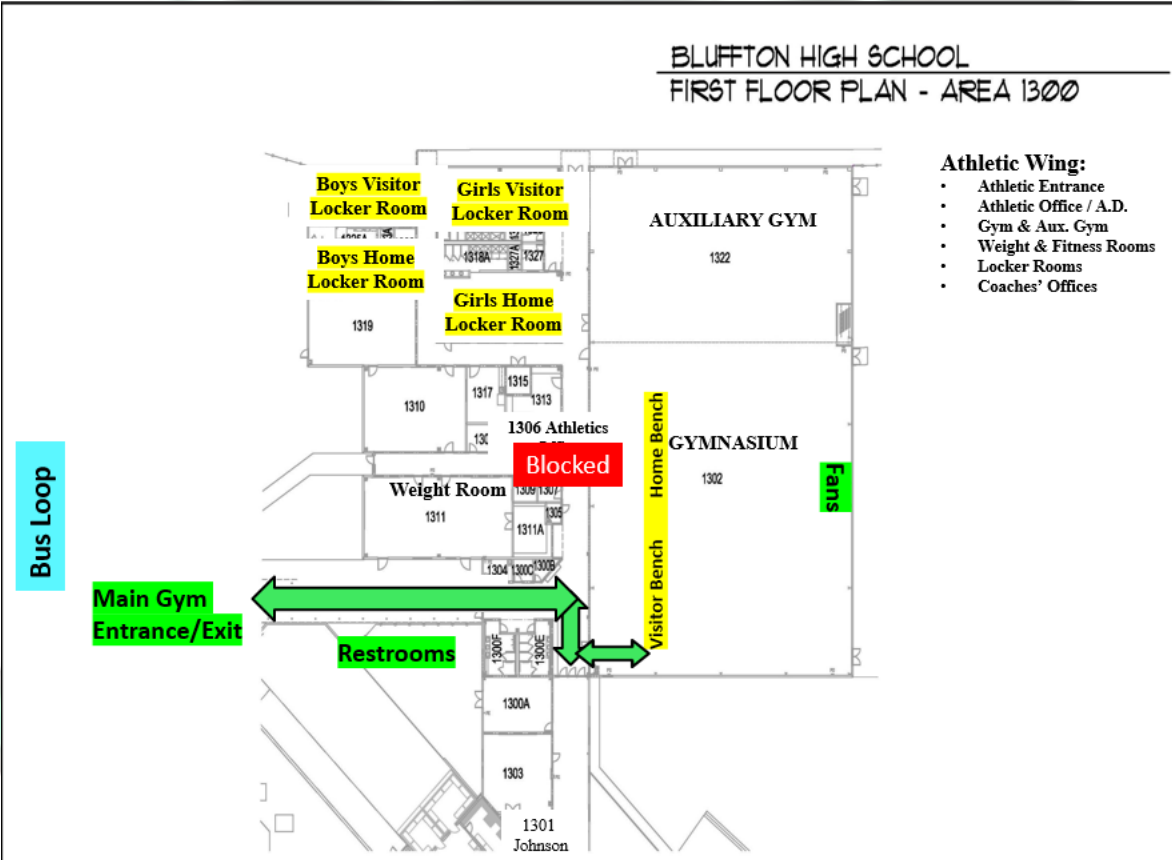 BLUFFTON HIGH SCHOOL
FIRST FLOOR PLAN - AREA 1300
Athletic Wing:
• Athletic Entrance
• Athletic Office / A.D.
• Gym & Aux. Gym
• Weight & Fitness Rooms
• Locker Rooms
• Coaches' Offices
Boys Visitor
Locker Room
Girls Visitor
Locker Room
AUXILIARY GYM
1322
1318A
1327A
1327
Boys Home
Locker Room
Girls Home
Locker Room
1319
1310
1317
1315
1313
1306 Athletics
Blocked
Home Bench
GYMNASIUM
1302
Fans
Weight Room
1311
1309
1307
1305
1311A
Bus Loop
1304
1300C
1300B
Visitor Bench
Main Gym
Entrance/Exit
Restrooms
1300F
1300E
1300A
1303
1301
Johnson